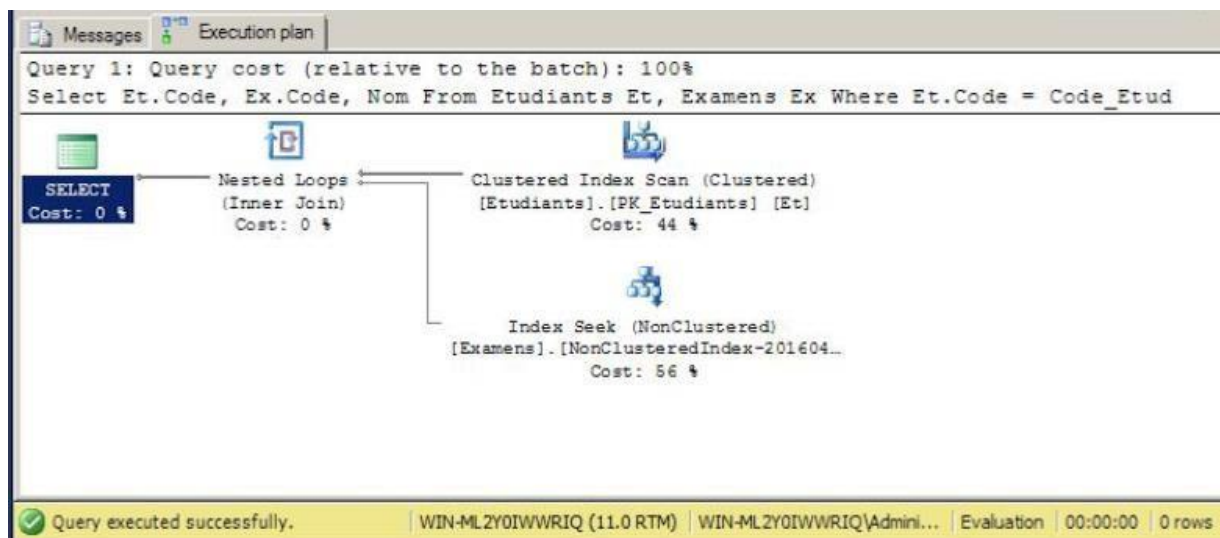 Messages Execution plan
Query 1: Query cost (relative to the batch): 100%
Select Et.Code, Ex.Code, Nom From Etudiants Et, Examens Ex Where Et.Code = Code_Etud
SELECT
Cost: 0 %
Nested Loops
(Inner Join)
Cost: 0 %
Clustered Index Scan (Clustered)
[Etudiants].[PK_Etudiants] [Et]
Cost: 44 %
Index Seek (NonClustered)
[Examens].[NonClusteredIndex-201604…
Cost: 56 %
Query executed successfully. WIN-ML2Y0IWWRIQ (11.0 RTM) WIN-ML2Y0IWWRIQ\Admini... Evaluation 00:00:00 0 rows